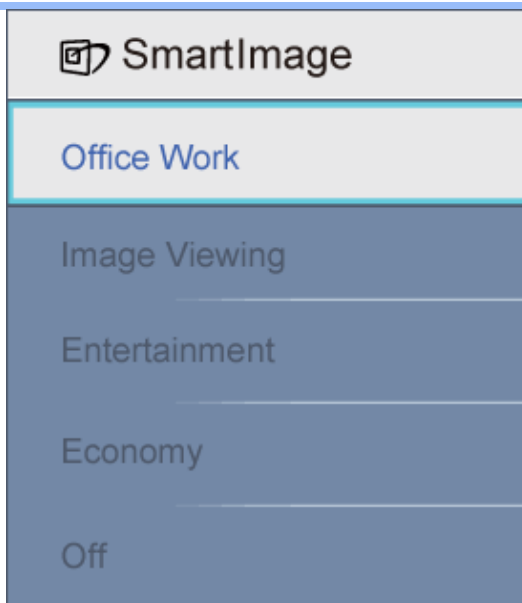 SmartImage
Office Work
Image Viewing
Entertainment
Economy
Off